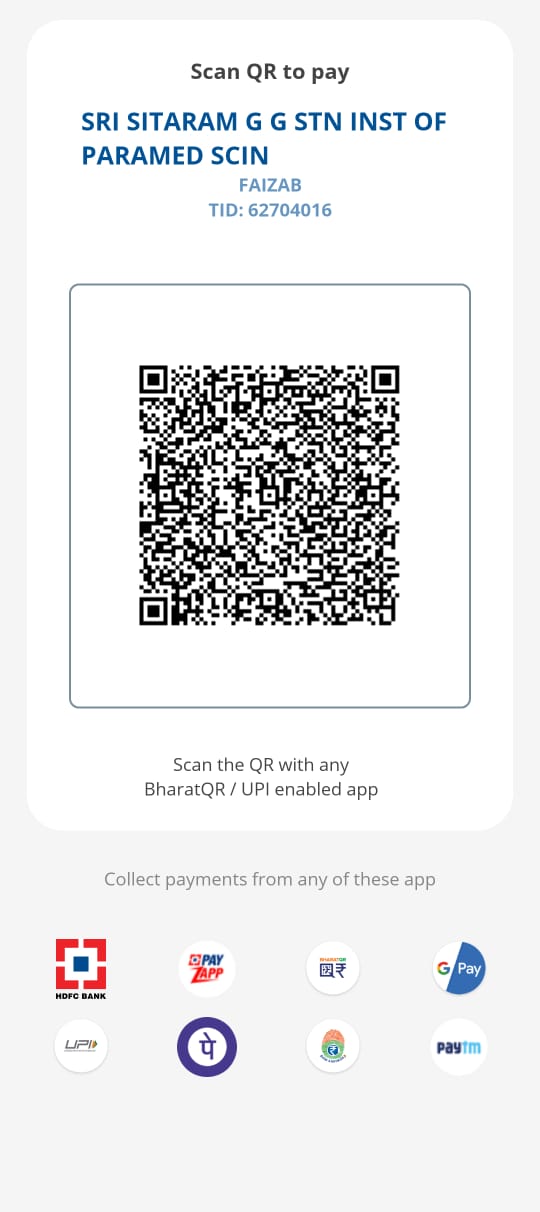 Scan QR to pay
SRI SITARAM G G STN INST OF
PARAMED SCIN
FAIZAB
TID: 62704016
Scan the QR with any
BharatQR / UPI enabled app
Collect payments from any of these app
HDFC BANK
PAY
ZAPP
BHARATQR
G Pay
UPI
पे
paytm